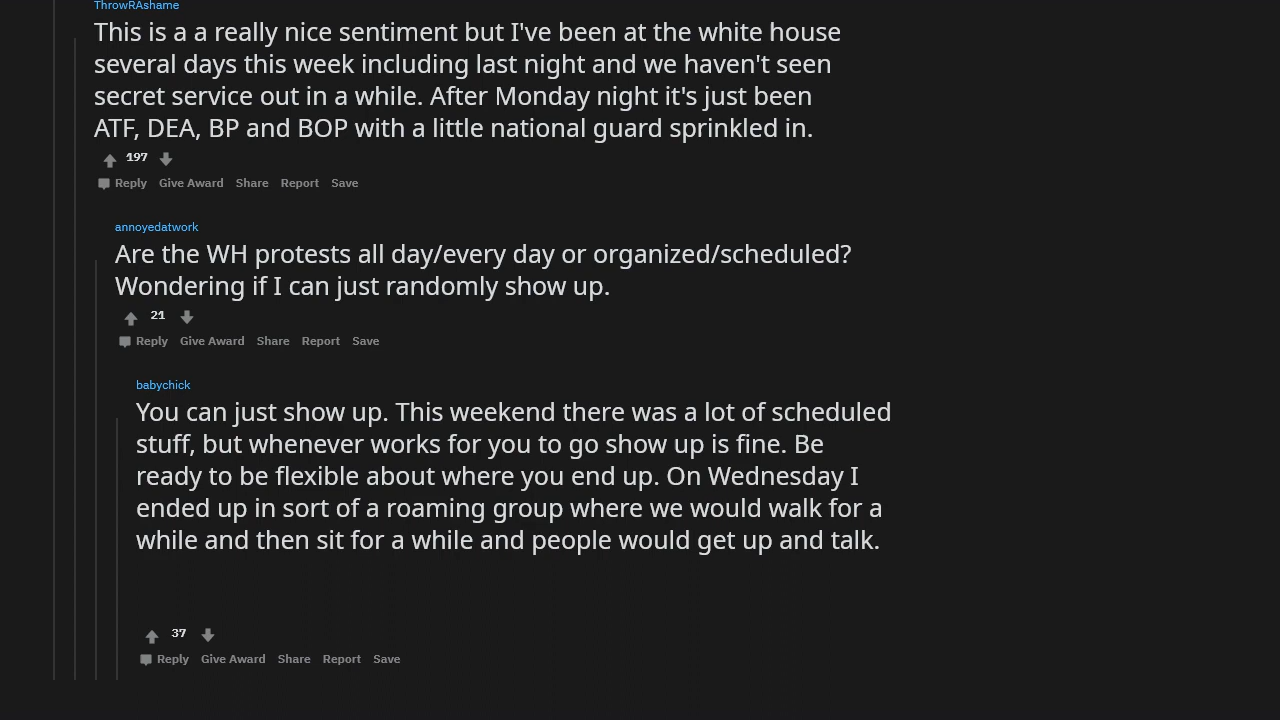 ThrowRAshame
This is a a really nice sentiment but I've been at the white house
several days this week including last night and we haven't seen
secret service out in a while. After Monday night it's just been
ATF, DEA, BP and BOP with a little national guard sprinkled in.
197
Reply Give Award Share Report Save
annoyedatwork
Are the WH protests all day/every day or organized/scheduled?
Wondering if I can just randomly show up.
21
Reply Give Award Share Report Save
babychick
You can just show up. This weekend there was a lot of scheduled
stuff, but whenever works for you to go show up is fine. Be
ready to be flexible about where you end up. On Wednesday I
ended up in sort of a roaming group where we would walk for a
while and then sit for a while and people would get up and talk.
37
Reply Give Award Share Report Save